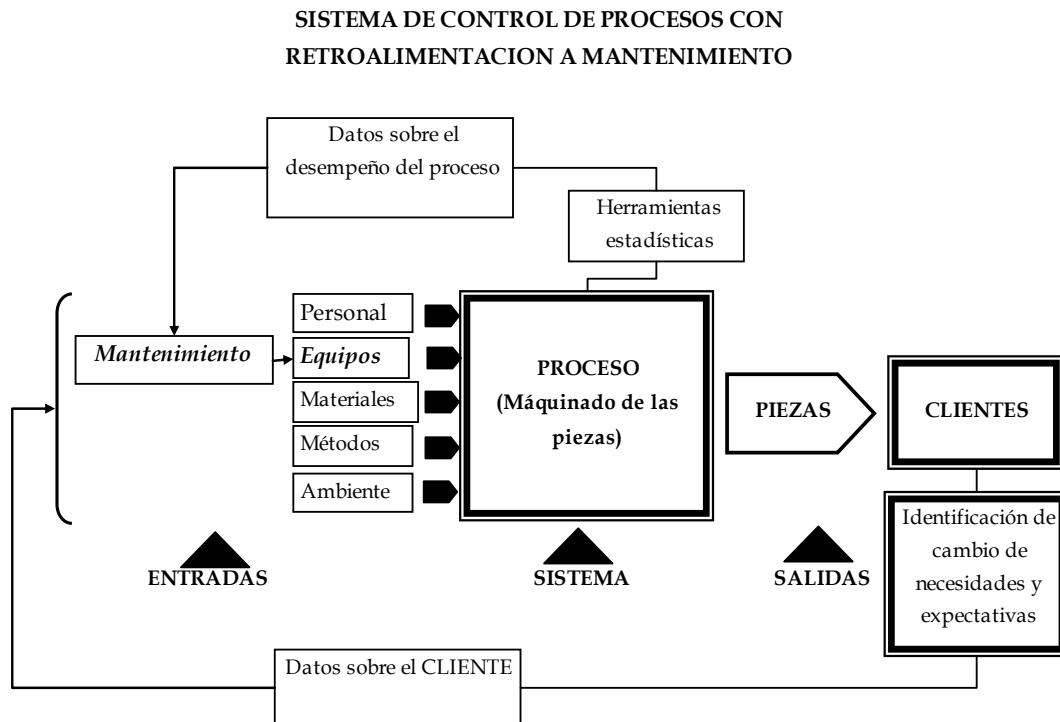 SISTEMA DE CONTROL DE PROCESOS CON
RETROALIMENTACION A MANTENIMIENTO
Datos sobre el
desempeño del proceso
Herramientas
estadísticas
Mantenimiento
Personal
Equipos
Materiales
Métodos
Ambiente
PROCESO
(Máquinado de las
piezas)
PIEZAS
CLIENTES
Identificación de
cambio de
necesidades y
expectativas
ENTRADAS
SISTEMA
SALIDAS
Datos sobre el CLIENTE